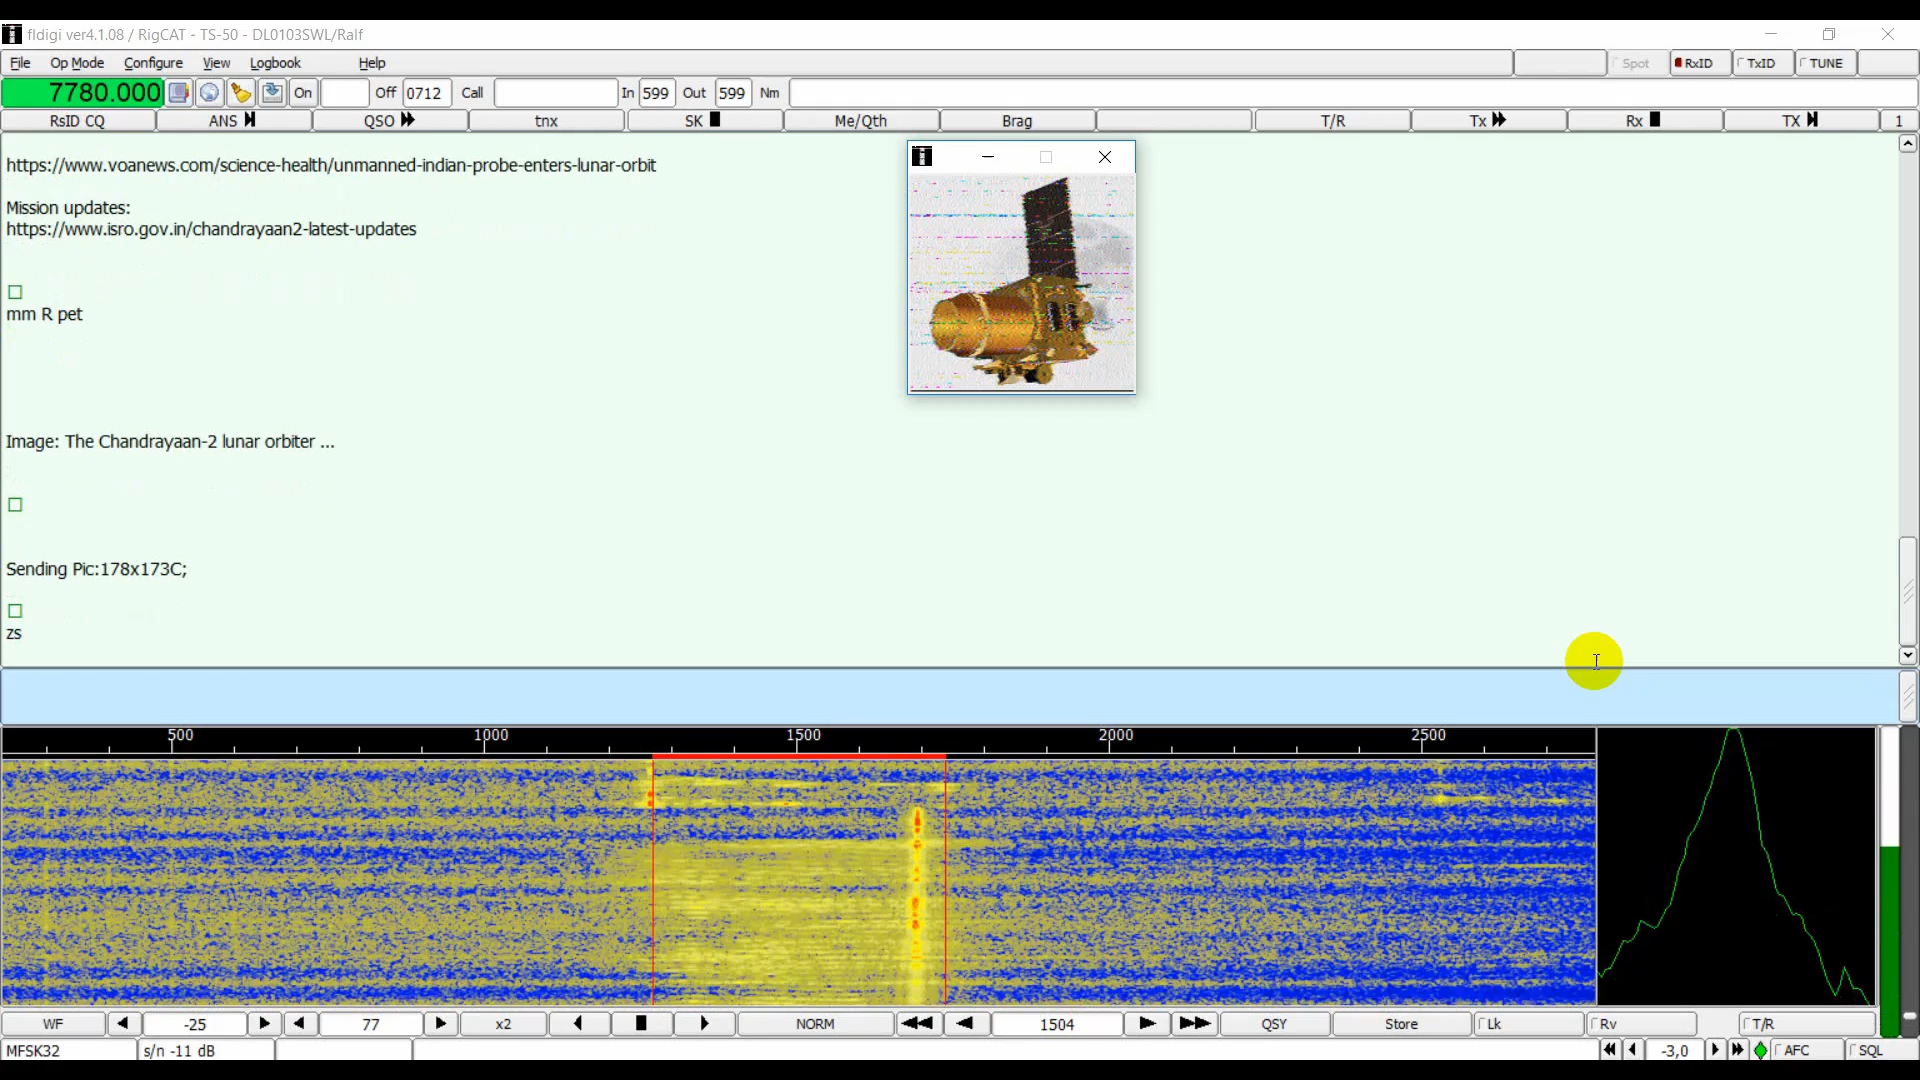 fldigi ver4.1.08 / RigCAT - TS-50 - DL0103SWL/Ralf
File Op Mode Configure View Logbook Help Spot RxID TxID TUNE
7780.000 On Off 0712 Call In 599 Out 599 Nm
RsID CQ ANS QSO tnx SK Me/Qth Brag T/R Tx Rx TX 1
https://www.voanews.com/science-health/unmanned-indian-probe-enters-lunar-orbit
Mission updates:
https://www.isro.gov.in/chandrayaan2-latest-updates
mm R pet
Image: The Chandrayaan-2 lunar orbiter ...
Sending Pic:178x173C;
zs
500 1000 1500 2000 2500
WF -25 77 x2 NORM 1504 QSY Store Lk Rv T/R
MFSK32 s/n -11 dB -3,0 AFC SQL